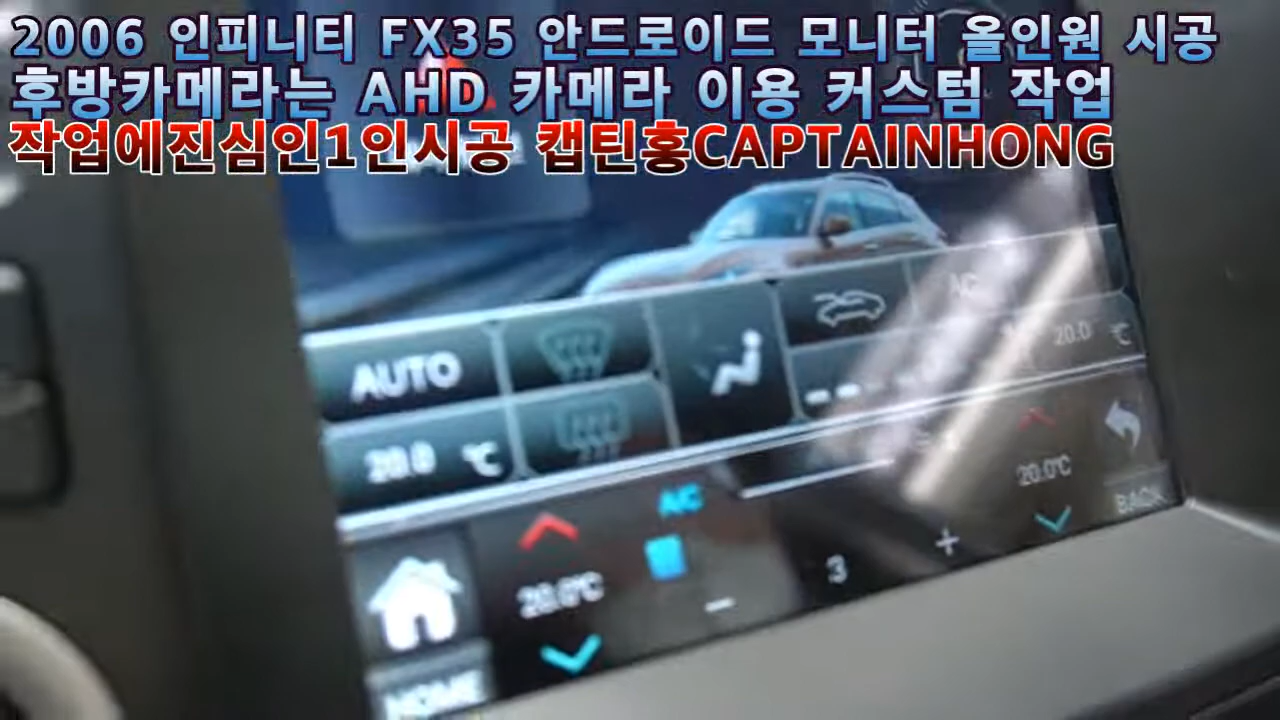 2006 인피니티 FX35 안드로이드 모니터 올인원 시공
후방카메라는 AHD 카메라 이용 커스텀 작업
작업에진심인1인시공 캡틴홍CAPTAINHONG
A/C
AUTO
20.0 ℃
20.0 ℃
A/C
20.0℃
BACK
20.0℃
− 3 +
HOME